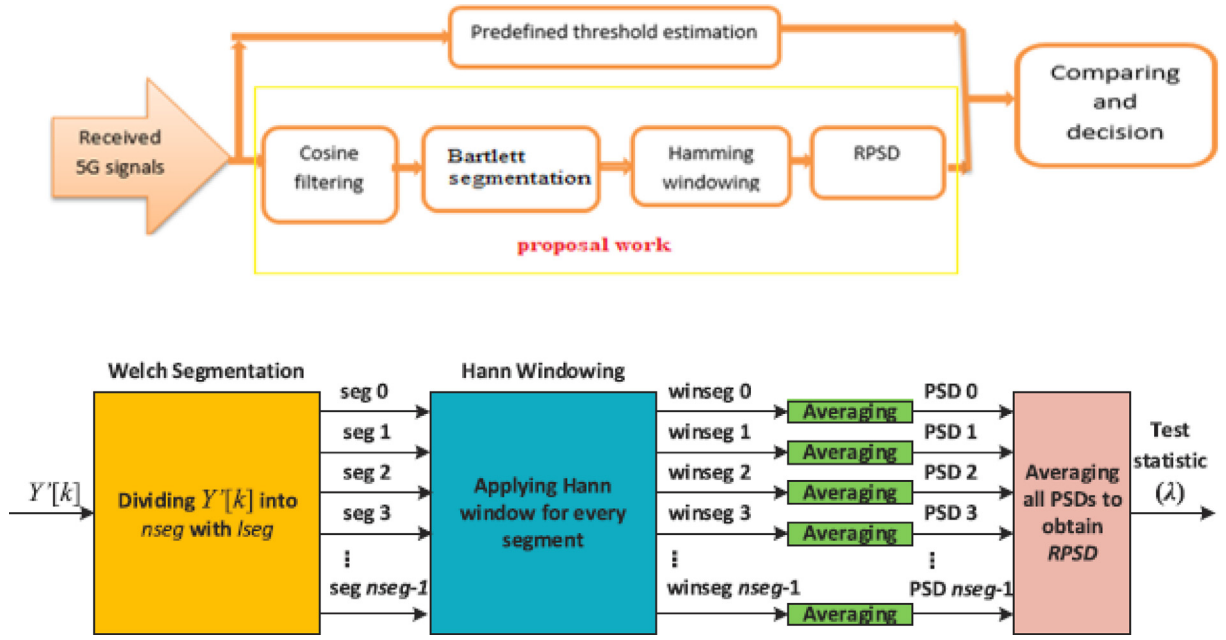 Predefined threshold estimation
Comparing
and
decision
Received
5G signals
Cosine
filtering
Bartlett
segmentation
Hamming
windowing
RPSD
proposal work
Welch Segmentation
Hann Windowing
seg 0
winseg 0
Averaging
PSD 0
seg 1
winseg 1
Averaging
PSD 1
seg 2
winseg 2
Averaging
PSD 2
seg 3
winseg 3
Averaging
PSD 3
⋮
⋮
⋮
seg nseg-1
winseg nseg-1
Averaging
PSD nseg-1
Y'[k]
Dividing Y'[k] into
nseg with lseg
Applying Hann
window for every
segment
Averaging
all PSDs to
obtain
RPSD
Test
statistic
(λ)